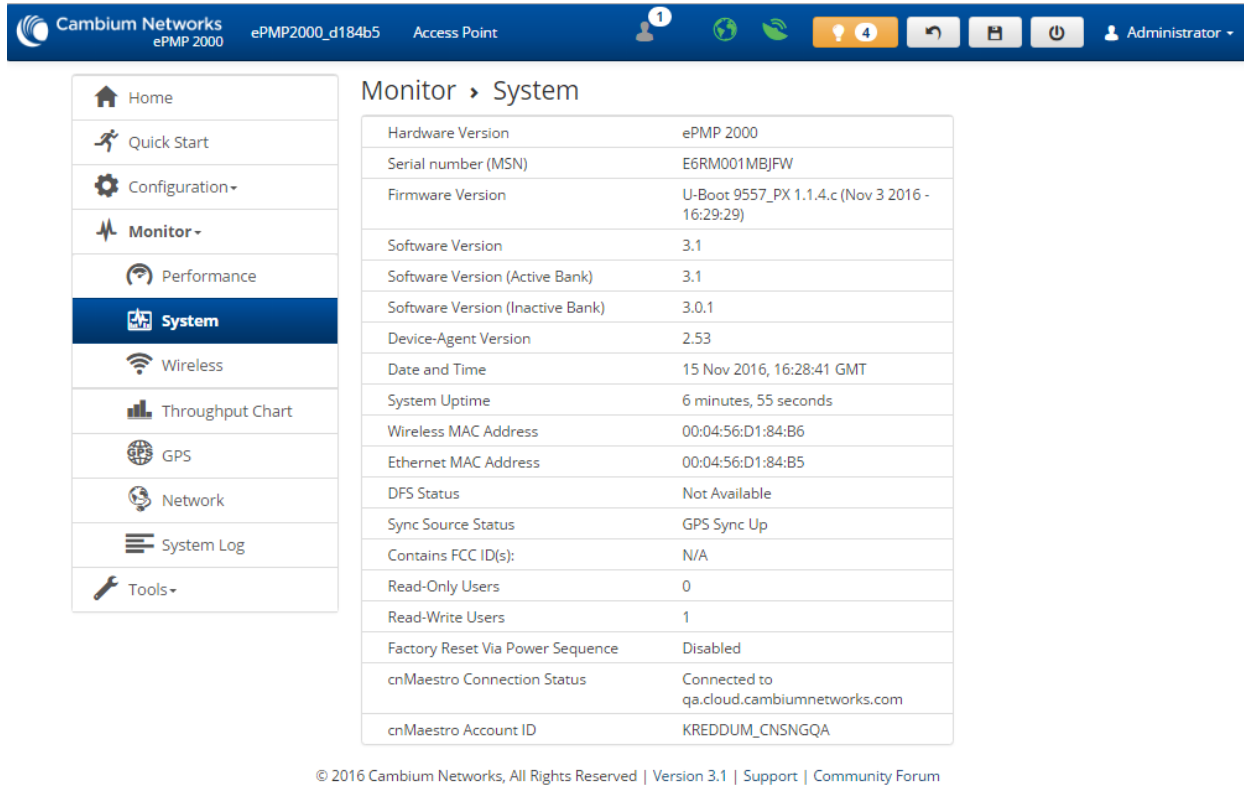 Cambium Networks
ePMP 2000
ePMP2000_d184b5
Access Point
1
4
Administrator
Home
Quick Start
Configuration
Monitor
Performance
System
Wireless
Throughput Chart
GPS
GPS
Network
System Log
Tools
Monitor › System
Hardware Version ePMP 2000
Serial number (MSN) E6RM001MBJFW
Firmware Version U-Boot 9557_PX 1.1.4.c (Nov 3 2016 -
16:29:29)
Software Version 3.1
Software Version (Active Bank) 3.1
Software Version (Inactive Bank) 3.0.1
Device-Agent Version 2.53
Date and Time 15 Nov 2016, 16:28:41 GMT
System Uptime 6 minutes, 55 seconds
Wireless MAC Address 00:04:56:D1:84:B6
Ethernet MAC Address 00:04:56:D1:84:B5
DFS Status Not Available
Sync Source Status GPS Sync Up
Contains FCC ID(s): N/A
Read-Only Users 0
Read-Write Users 1
Factory Reset Via Power Sequence Disabled
cnMaestro Connection Status Connected to
qa.cloud.cambiumnetworks.com
cnMaestro Account ID KREDDUM_CNSNGQA
© 2016 Cambium Networks, All Rights Reserved | Version 3.1 | Support | Community Forum